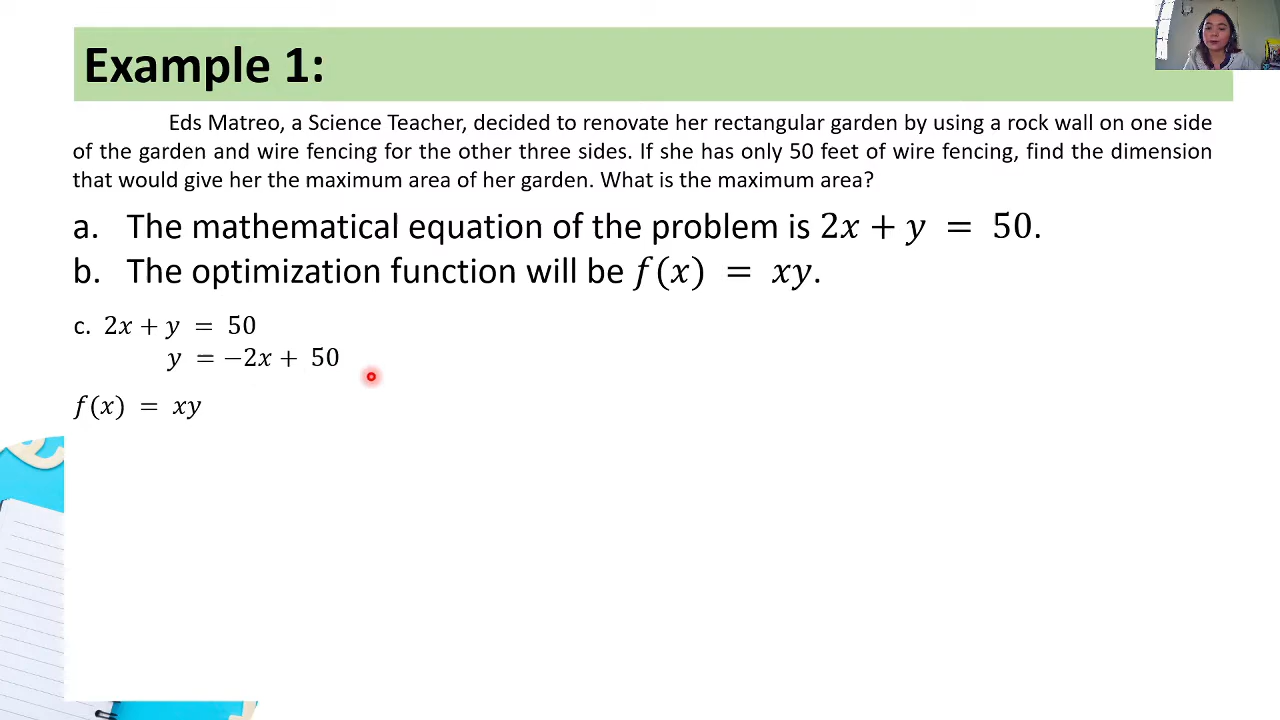 Example 1:
Eds Matreo, a Science Teacher, decided to renovate her rectangular garden by using a rock wall on one side
of the garden and wire fencing for the other three sides. If she has only 50 feet of wire fencing, find the dimension
that would give her the maximum area of her garden. What is the maximum area?
a. The mathematical equation of the problem is 2x + y = 50.
b. The optimization function will be f(x) = xy.
c. 2x + y = 50
y = −2x + 50
f(x) = xy